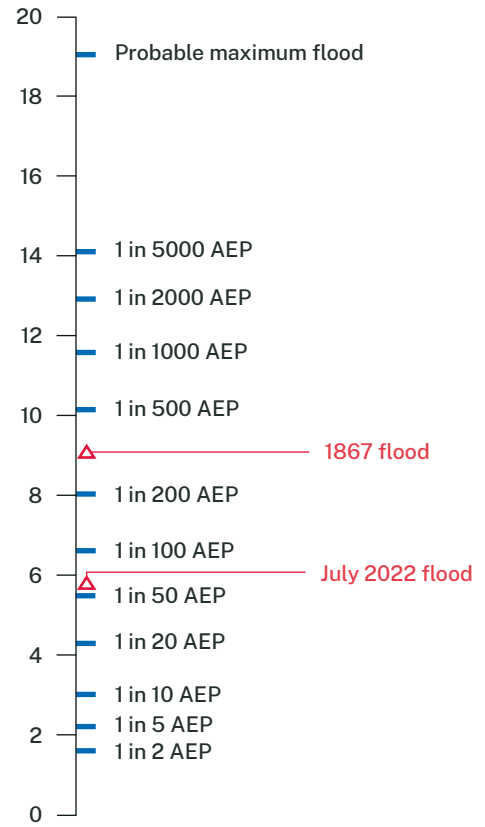 20
Probable maximum flood
18
16
14
1 in 5000 AEP
1 in 2000 AEP
12
1 in 1000 AEP
10
1 in 500 AEP
1867 flood
8
1 in 200 AEP
1 in 100 AEP
6
July 2022 flood
1 in 50 AEP
1 in 20 AEP
4
1 in 10 AEP
1 in 5 AEP
2
1 in 2 AEP
0